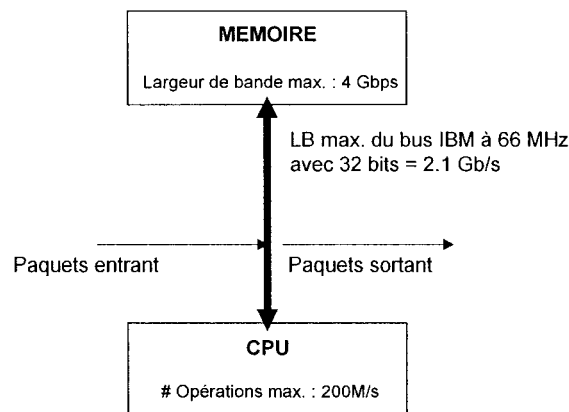 MEMOIRE
Largeur de bande max. : 4 Gbps
LB max. du bus IBM à 66 MHz
avec 32 bits = 2.1 Gb/s
Paquets entrant
Paquets sortant
CPU
# Opérations max. : 200M/s